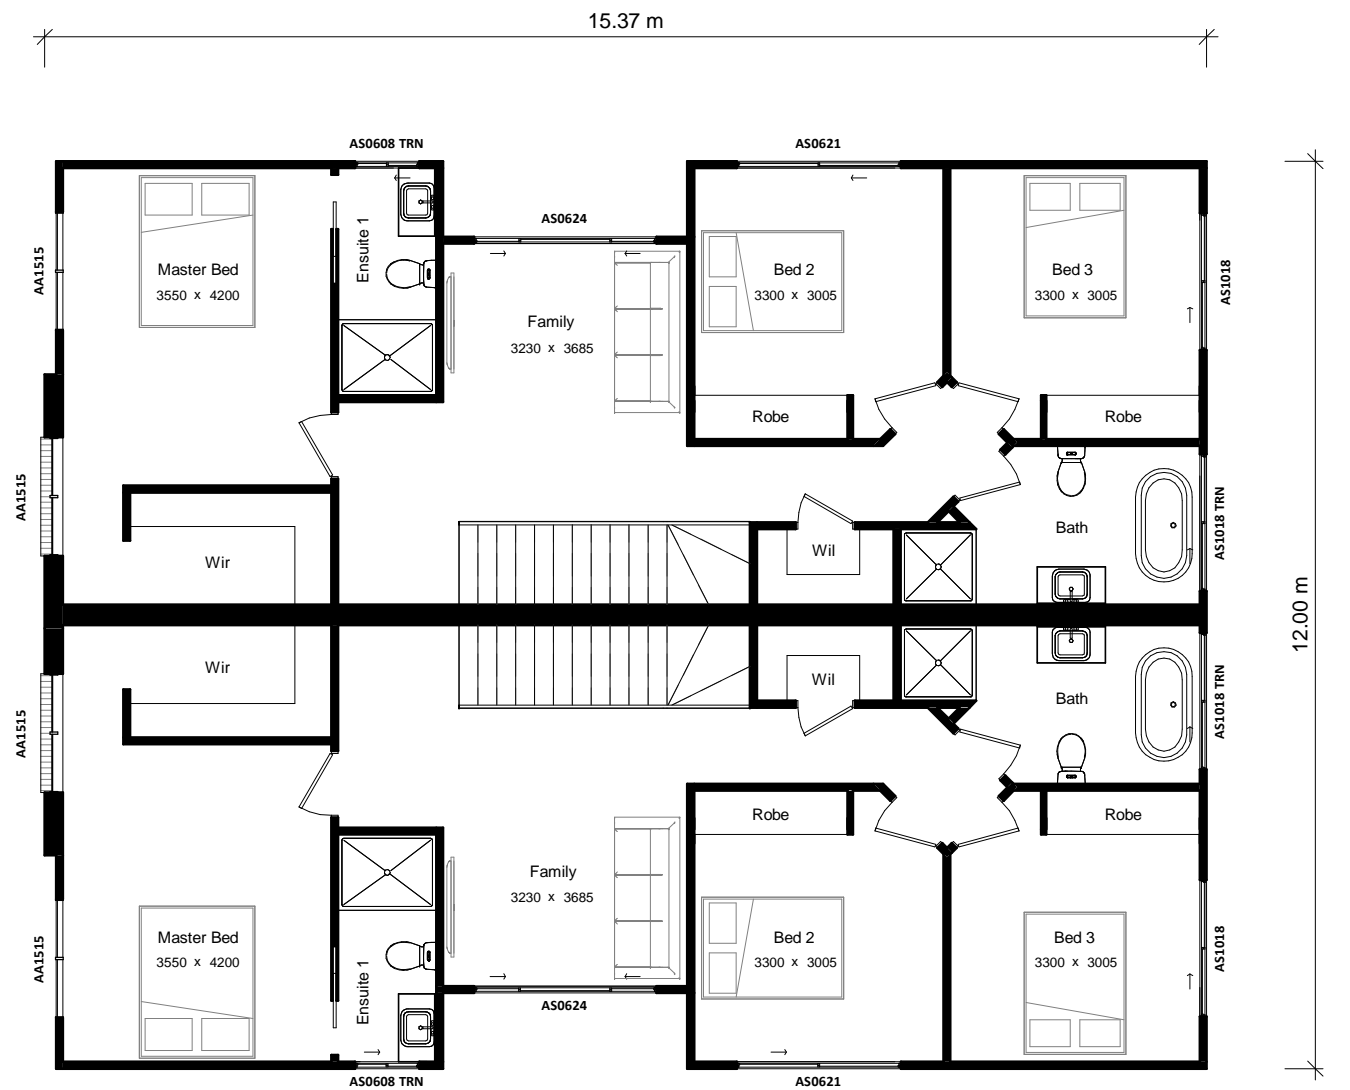 15.37 m
AS0608 TRN
AS0621
AS0624
AA1515
Master Bed
3550 x 4200
Ensuite 1
Family
3230 x 3685
Bed 2
3300 x 3005
Bed 3
3300 x 3005
AS1018
Robe
Robe
AA1515
Wir
Wil
Bath
AS1018 TRN
12.00 m
AA1515
Wir
Wil
Bath
AS1018 TRN
Robe
Robe
Family
3230 x 3685
AA1515
Master Bed
3550 x 4200
Ensuite 1
Bed 2
3300 x 3005
Bed 3
3300 x 3005
AS1018
AS0624
AS0608 TRN
AS0621